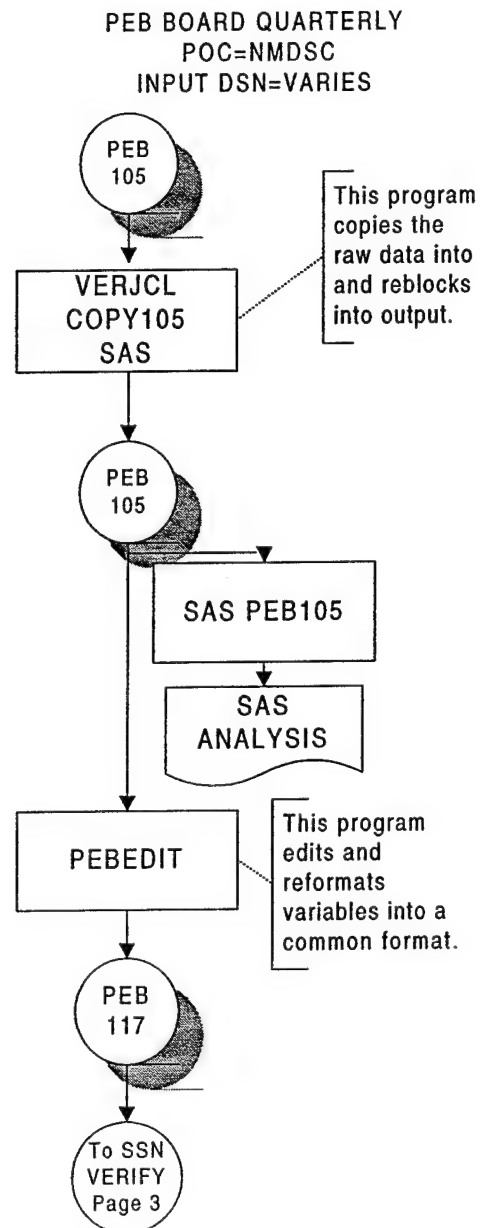 PEB BOARD QUARTERLY
POC=NMDSC
INPUT DSN=VARIES
PEB
105
This program
copies the
raw data into
and reblocks
into output.
VERJCL
COPY105
SAS
PEB
105
SAS PEB105
SAS
ANALYSIS
PEBEDIT
This program
edits and
reformats
variables into a
common format.
PEB
117
To SSN
VERIFY
Page 3